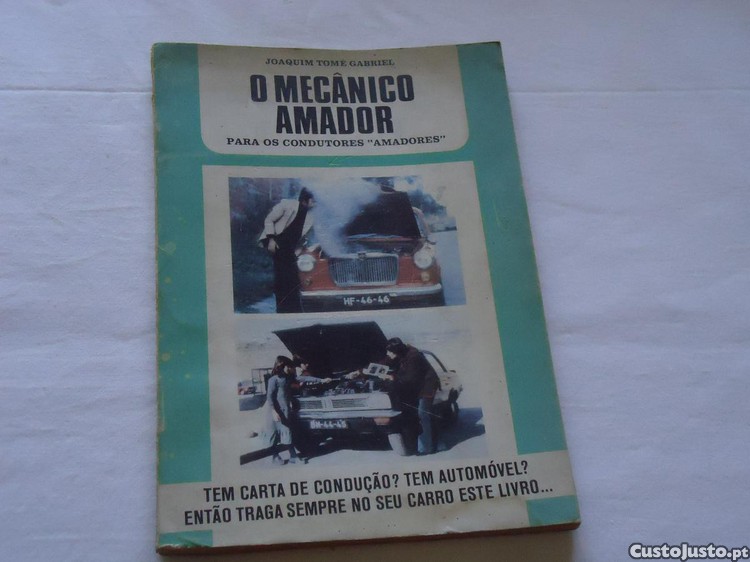 JOAQUIM TOMÉ GABRIEL
O MECÂNICO
AMADOR
PARA OS CONDUTORES "AMADORES"
HF-46-46
TEM CARTA DE CONDUÇÃO? TEM AUTOMÓVEL?
ENTÃO TRAGA SEMPRE NO SEU CARRO ESTE LIVRO...
CustoJusto.pt